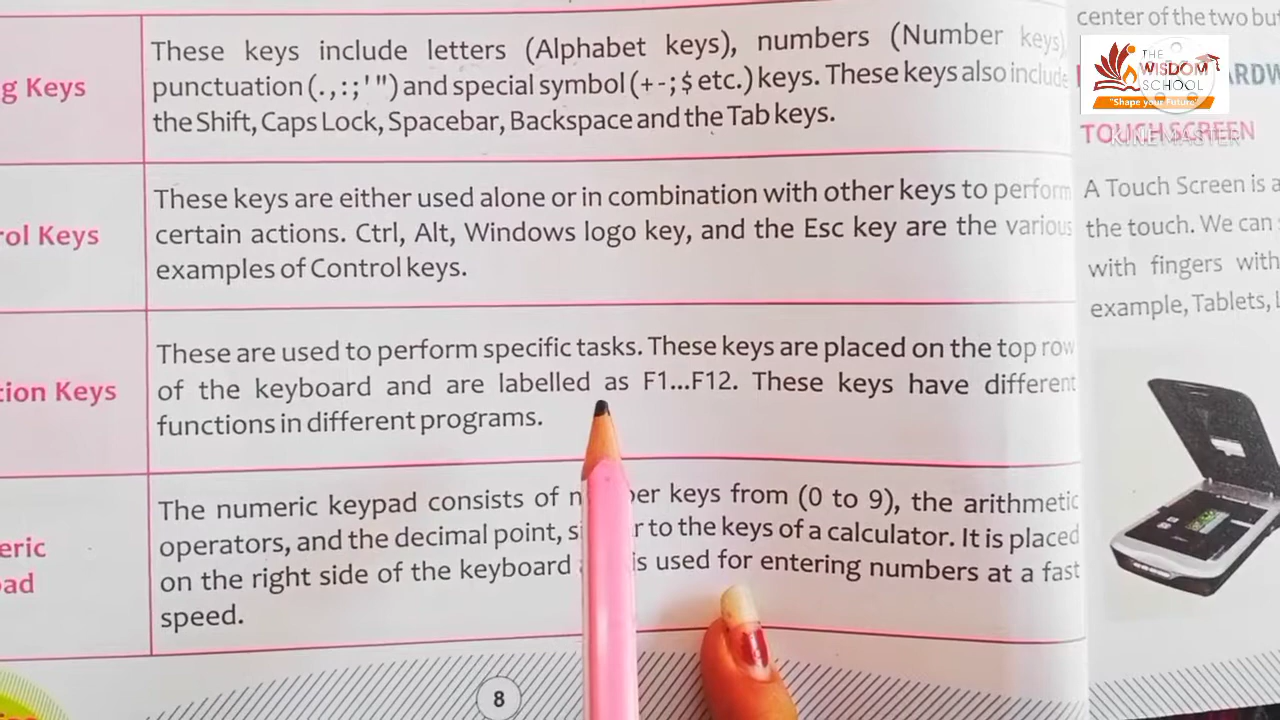 g Keys
These keys include letters (Alphabet keys), numbers (Number keys),
punctuation (.,:;'") and special symbol (+-;$ etc.) keys. These keys also include
the Shift, Caps Lock, Spacebar, Backspace and the Tab keys.
rol Keys
These keys are either used alone or in combination with other keys to perform
certain actions. Ctrl, Alt, Windows logo key, and the Esc key are the various
examples of Control keys.
tion Keys
These are used to perform specific tasks. These keys are placed on the top row
of the keyboard and are labelled as F1...F12. These keys have different
functions in different programs.
eric
ad
The numeric keypad consists of n er keys from (0 to 9), the arithmetic
operators, and the decimal point, si r to the keys of a calculator. It is placed
on the right side of the keyboard is used for entering numbers at a fast
speed.
8
center of the two but
ARDW
TOUCH SCREEN
A Touch Screen is a
the touch. We can
with fingers with
example, Tablets, L
THE
WISDOM
SCHOOL
"Shape your Future"
KINEMASTER